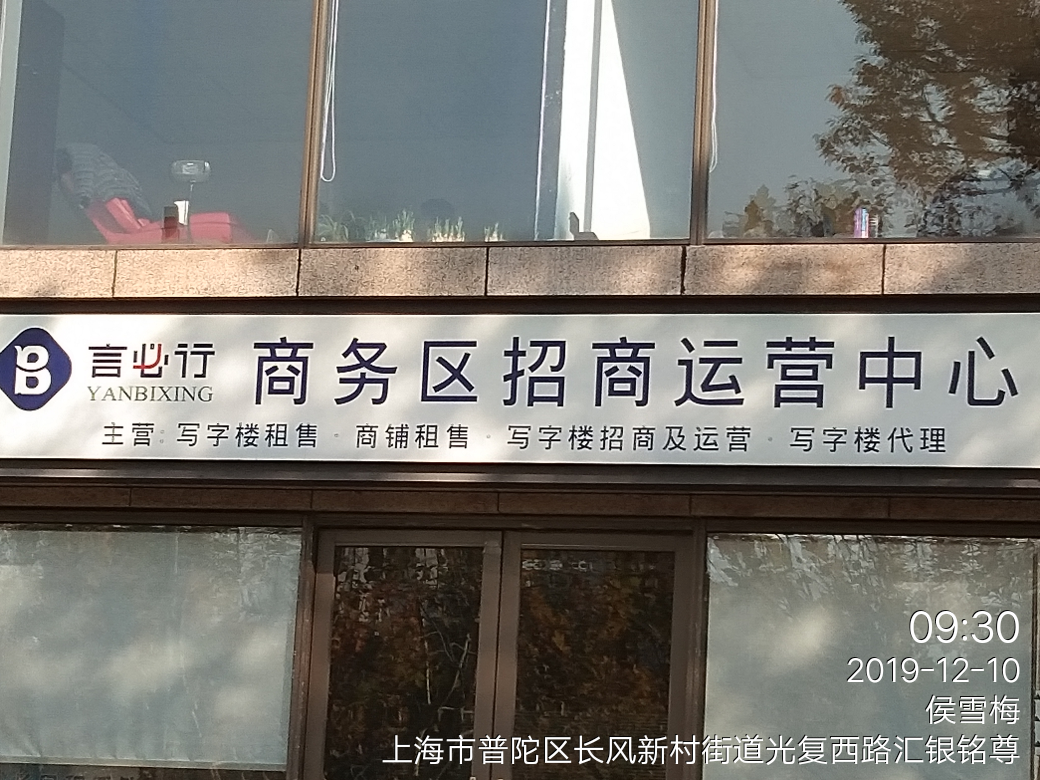 言必行 商务区招商运营中心
YANBIXING
主营：写字楼租售·商铺租售·写字楼招商及运营·写字楼代理
09:30
2019-12-10
侯雪梅
上海市普陀区长风新村街道光复西路汇银铭尊